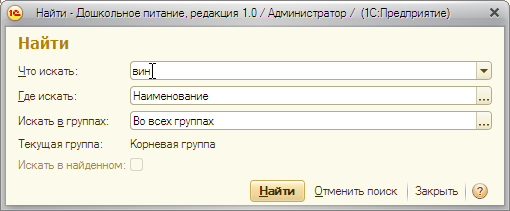 Найти - Дошкольное питание, редакция 1.0 / Администратор / (1С:Предприятие)
Найти
Что искать: вин
Где искать: Наименование ...
Искать в группах: Во всех группах ...
Текущая группа: Корневая группа
Искать в найденном:
Найти Отменить поиск Закрыть ?